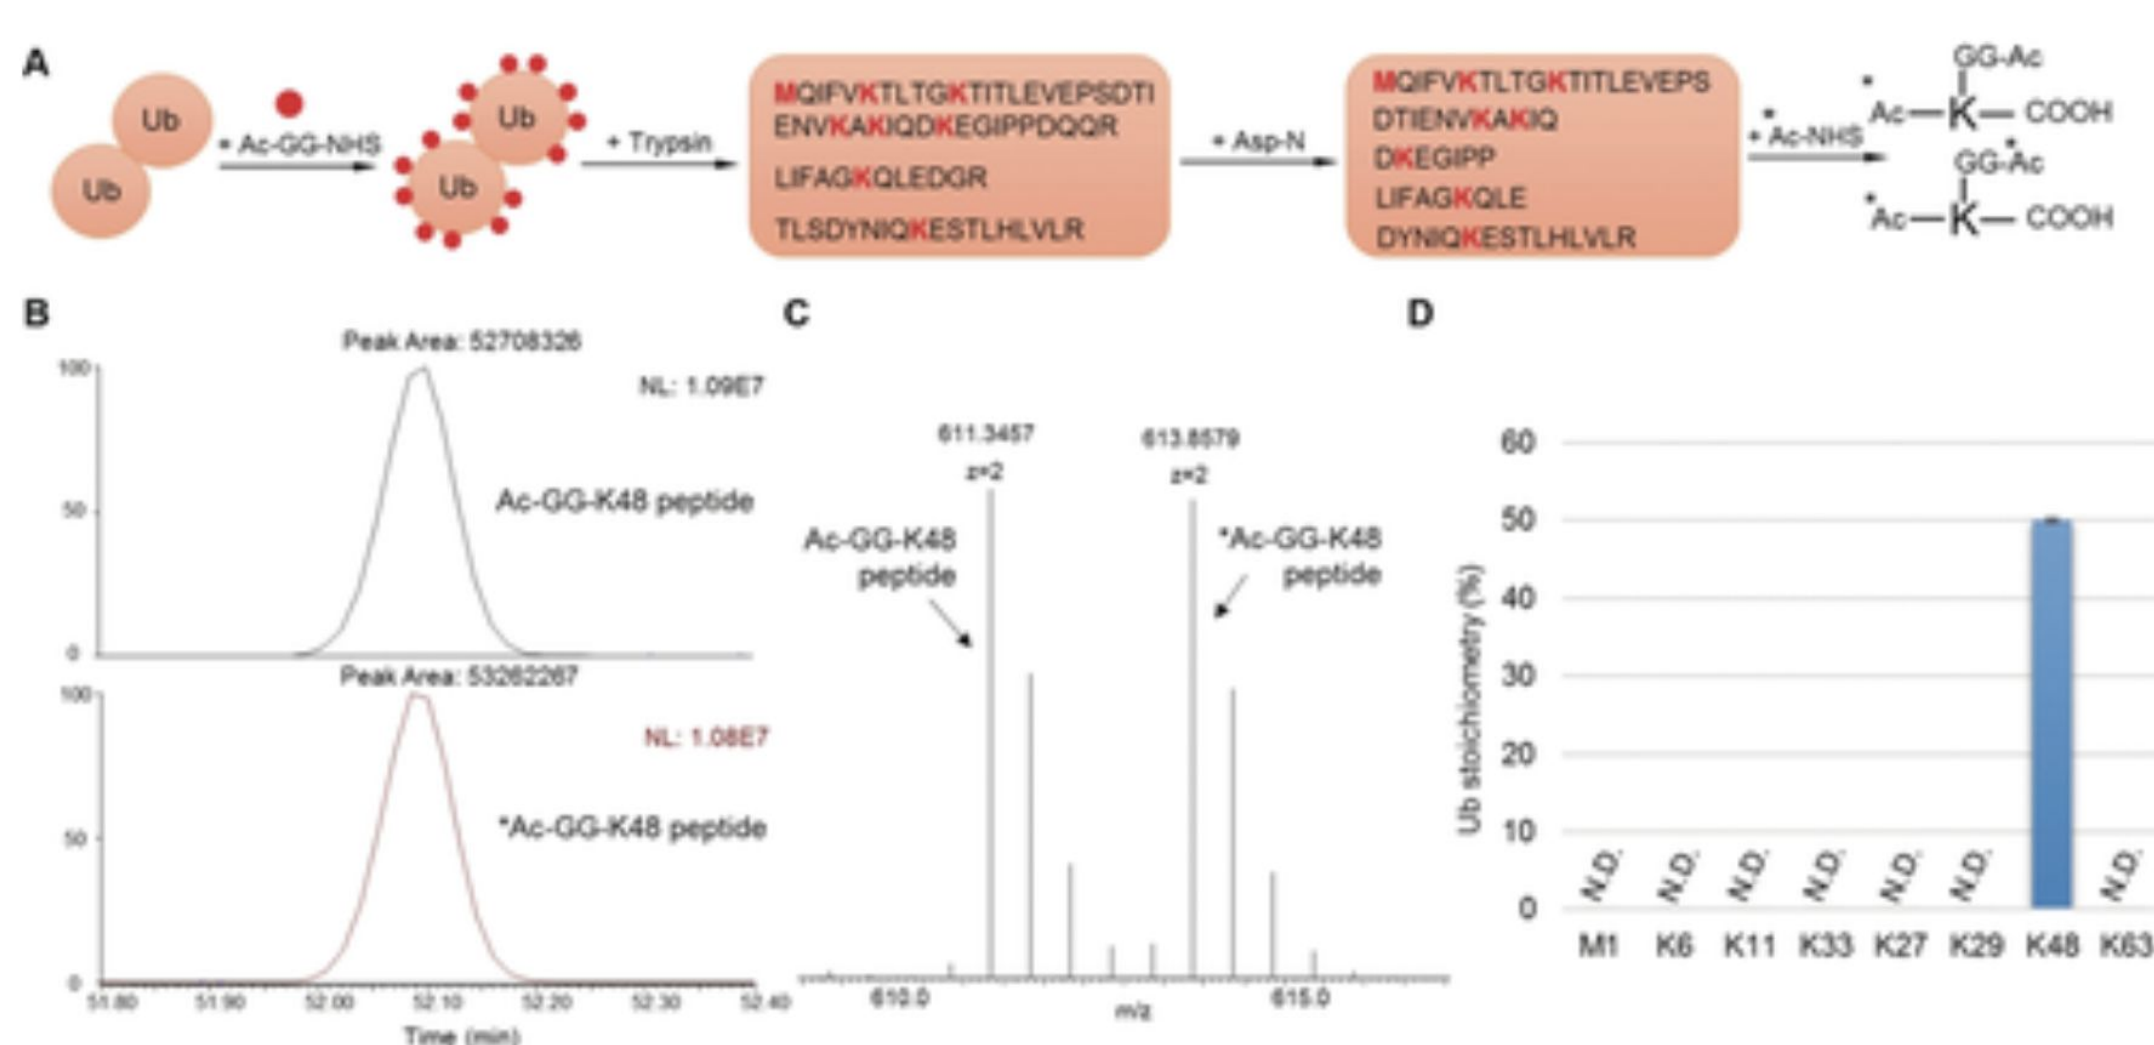 A
Ub
Ub
+ Ac-GG-NHS
Ub
Ub
+ Trypsin
MQIFVKTLTGKTITLEVEPSDTI
ENVKAKIQDKEGIPPDQQR
LIFAGKQLEDGR
TLSDYNIQKESTLHLVLR
+ Asp-N
MQIFVKTLTGKTITLEVEPS
DTIENVKAKIQ
DKEGIPP
LIFAGKQLE
DYNIQKESTLHLVLR
*
+ Ac-NHS
GG-Ac
*
Ac—K—COOH
*
GG-Ac
*
Ac—K—COOH
B
Peak Area: 52708326
NL: 1.09E7
Ac-GG-K48 peptide
100
50
0
Peak Area: 53262267
NL: 1.08E7
*Ac-GG-K48 peptide
100
50
0
51.80 51.90 52.00 52.10 52.20 52.30 52.40
Time (min)
C
611.3457
z=2
613.8579
z=2
Ac-GG-K48
peptide
*Ac-GG-K48
peptide
610.0 615.0
m/z
D
Ub stoichiometry (%)
60
50
40
30
20
10
0
N.D. N.D. N.D. N.D. N.D. N.D. N.D.
M1 K6 K11 K33 K27 K29 K48 K63